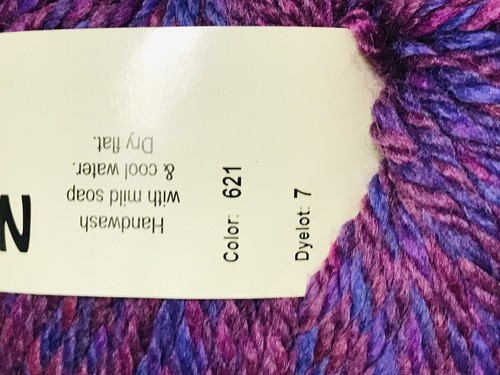 Handwash
with mild soap
& cool water.
Dry flat.
Color: 621
Dyelot: 7
N